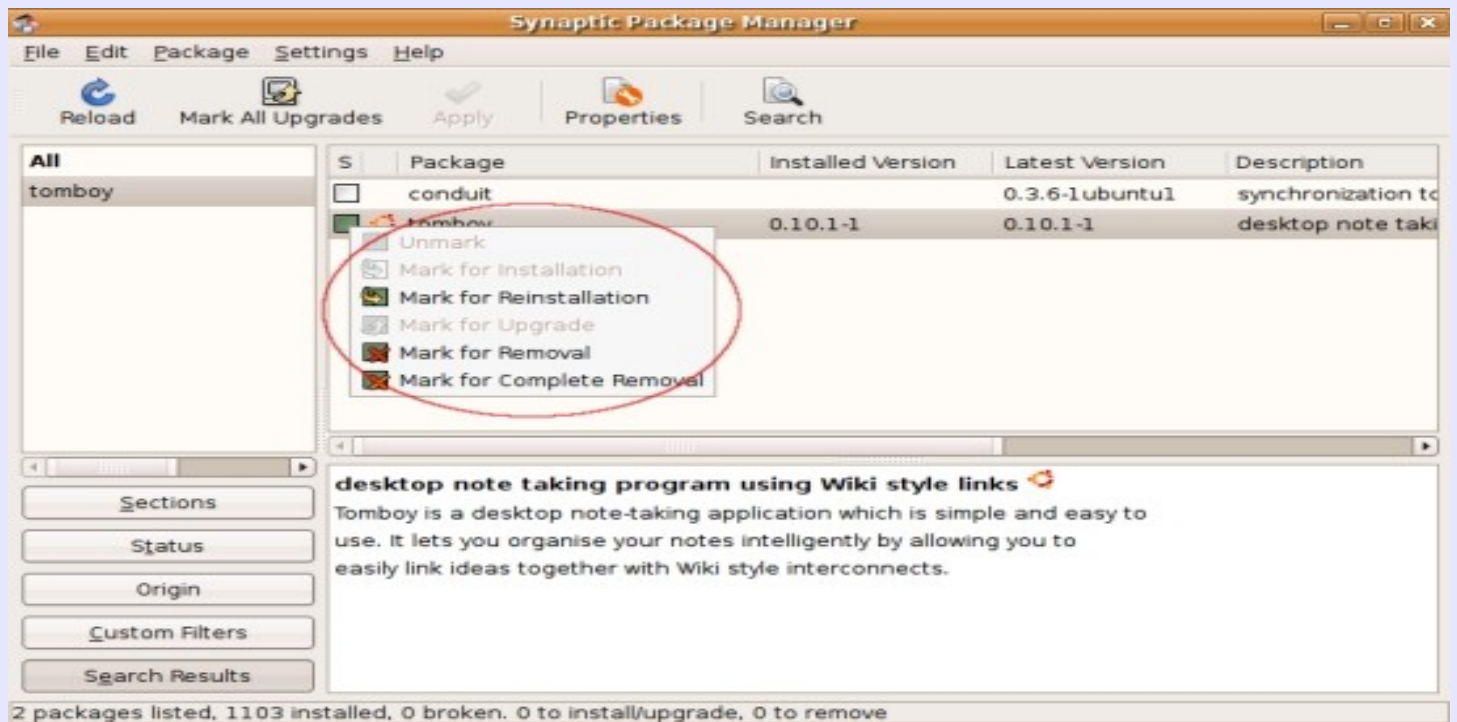 Synaptic Package Manager
File Edit Package Settings Help
Reload Mark All Upgrades Apply Properties Search
All
tomboy
S Package Installed Version Latest Version Description
conduit 0.3.6-1ubuntu1 synchronization to
tomboy 0.10.1-1 0.10.1-1 desktop note taki
Unmark
Mark for Installation
Mark for Reinstallation
Mark for Upgrade
Mark for Removal
Mark for Complete Removal
Sections
Status
Origin
Custom Filters
Search Results
desktop note taking program using Wiki style links
Tomboy is a desktop note-taking application which is simple and easy to
use. It lets you organise your notes intelligently by allowing you to
easily link ideas together with Wiki style interconnects.
2 packages listed, 1103 installed, 0 broken. 0 to install/upgrade, 0 to remove